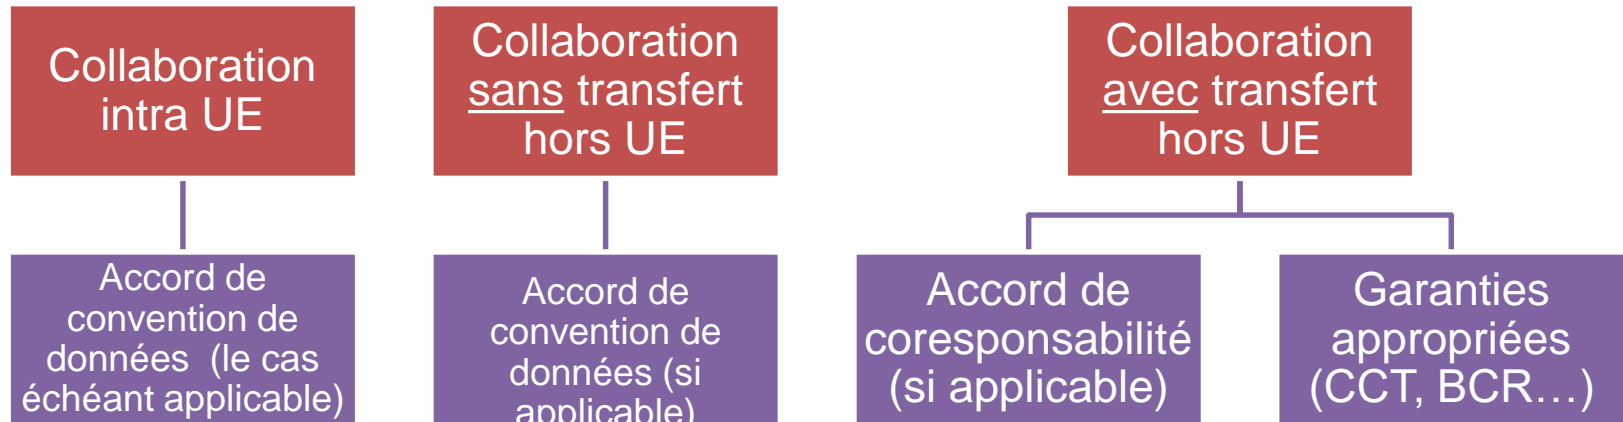 Collaboration
intra UE
Collaboration
sans transfert
hors UE
Collaboration
avec transfert
hors UE
Accord de
convention de
données (le cas
échéant applicable)
Accord de
convention de
données (si
applicable)
Accord de
coresponsabilité
(si applicable)
Garanties
appropriées
(CCT, BCR…)